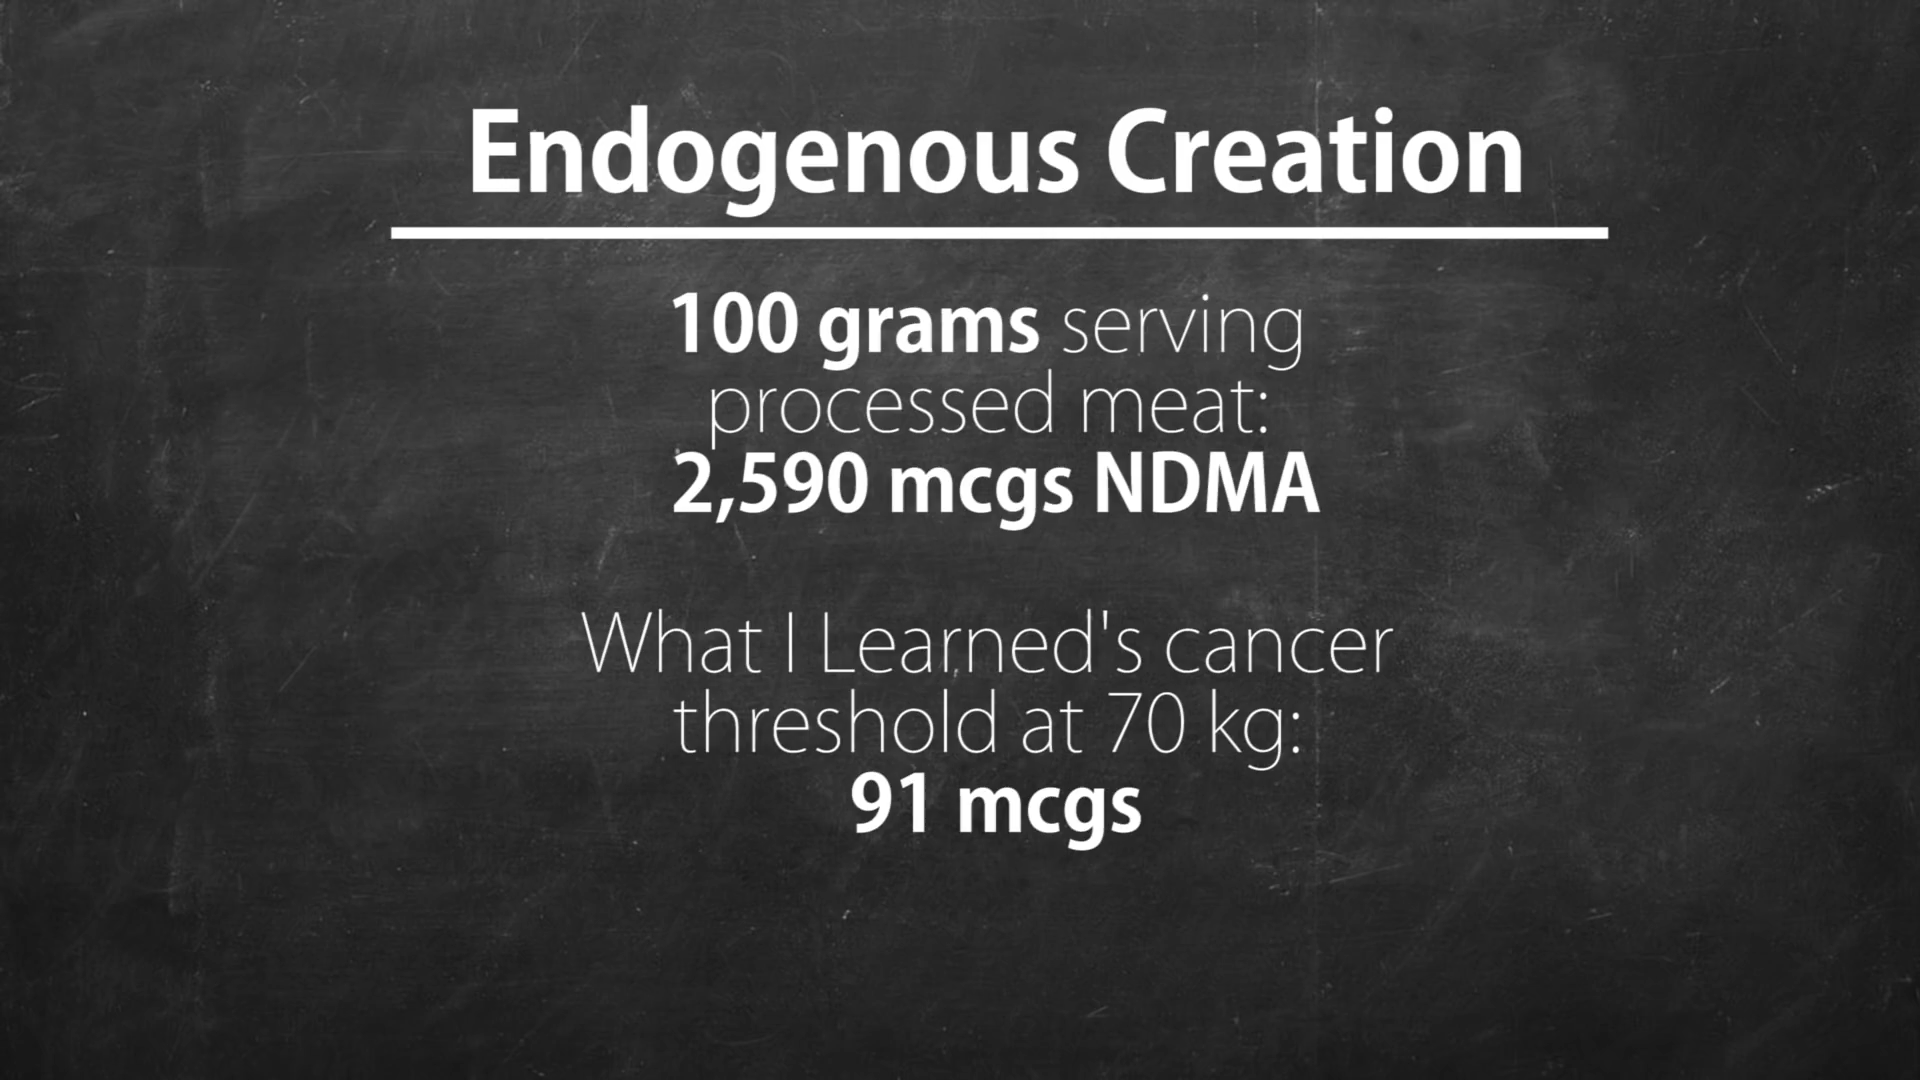 Endogenous Creation
100 grams serving
processed meat:
2,590 mcgs NDMA
What I Learned's cancer
threshold at 70 kg:
91 mcgs